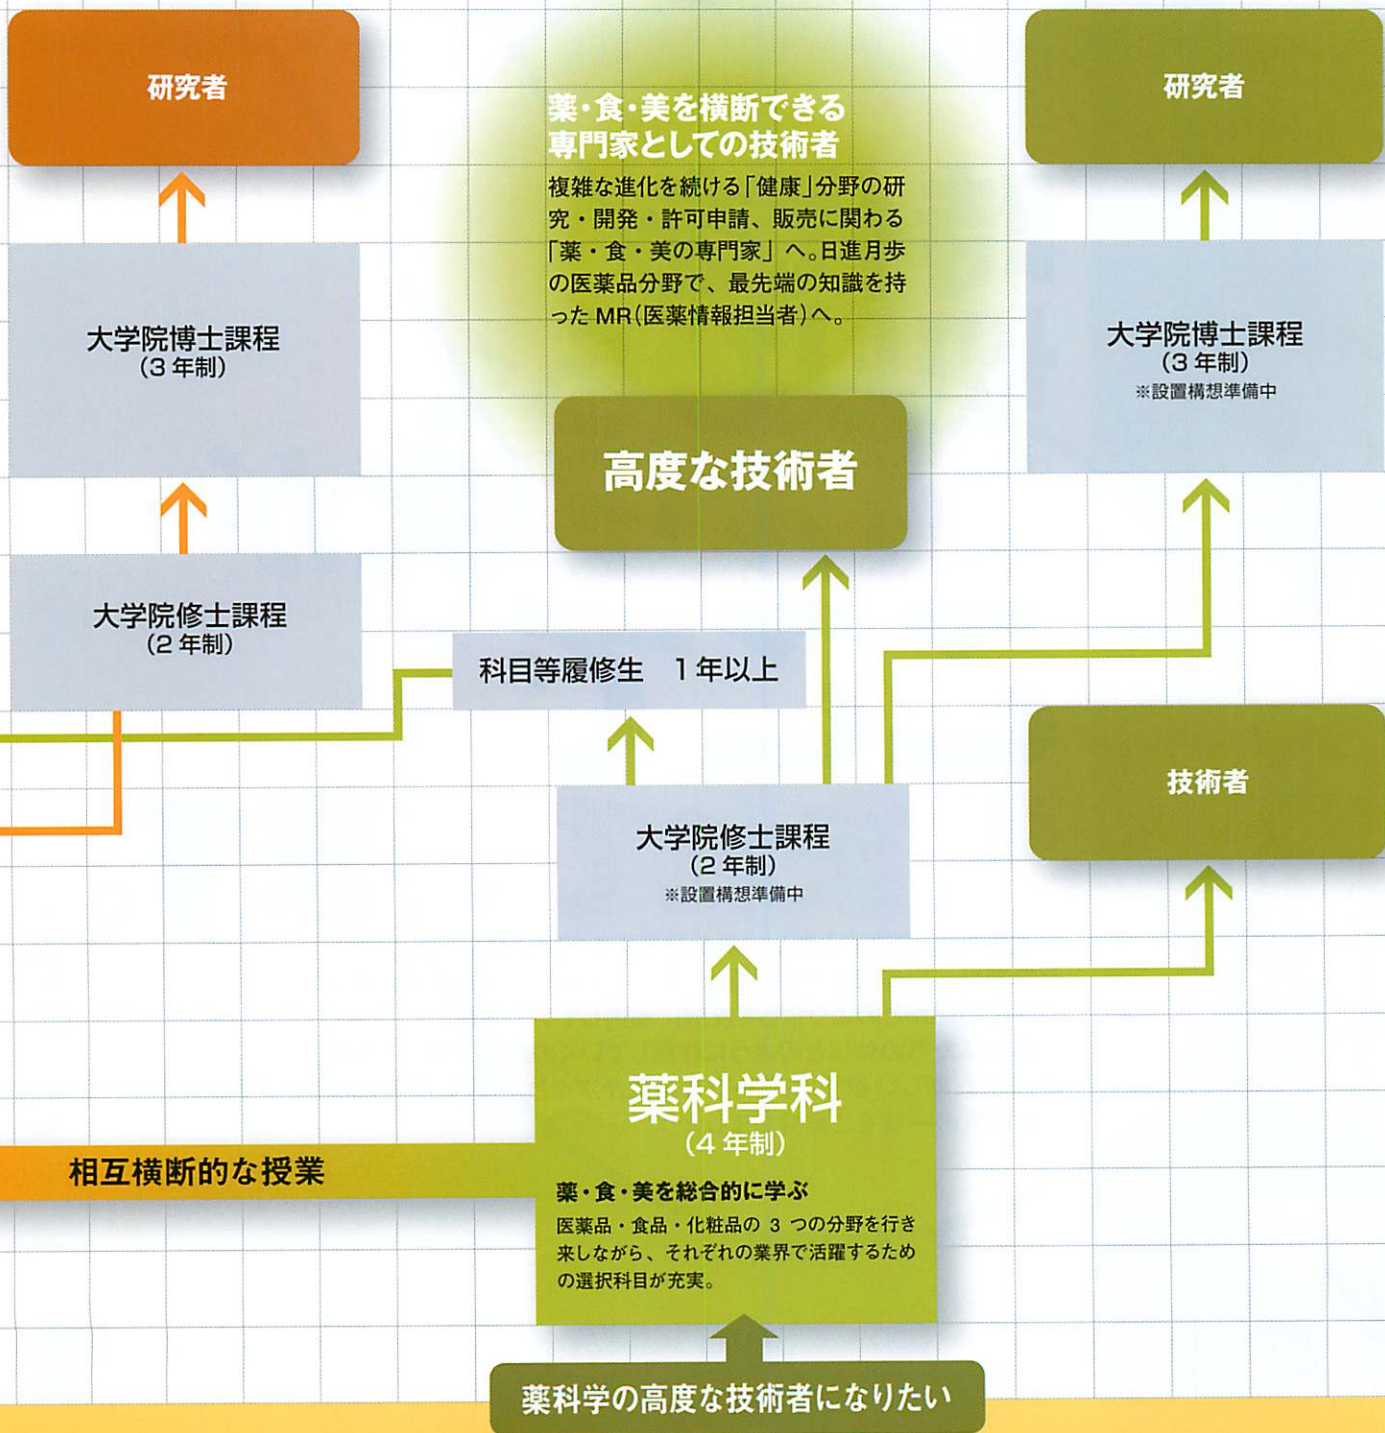 研究者
薬・食・美を横断できる
専門家としての技術者
複雑な進化を続ける「健康」分野の研
究・開発・許可申請、販売に関わる
「薬・食・美の専門家」へ。日進月歩
の医薬品分野で、最先端の知識を持
ったMR(医薬情報担当者)へ。
研究者
大学院博士課程
(3年制)
大学院博士課程
(3年制)
※設置構想準備中
高度な技術者
大学院修士課程
(2年制)
科目等履修生　1年以上
技術者
大学院修士課程
(2年制)
※設置構想準備中
薬科学科
(4年制)
相互横断的な授業
薬・食・美を総合的に学ぶ
医薬品・食品・化粧品の3つの分野を行き
来しながら、それぞれの業界で活躍するため
の選択科目が充実。
薬科学の高度な技術者になりたい